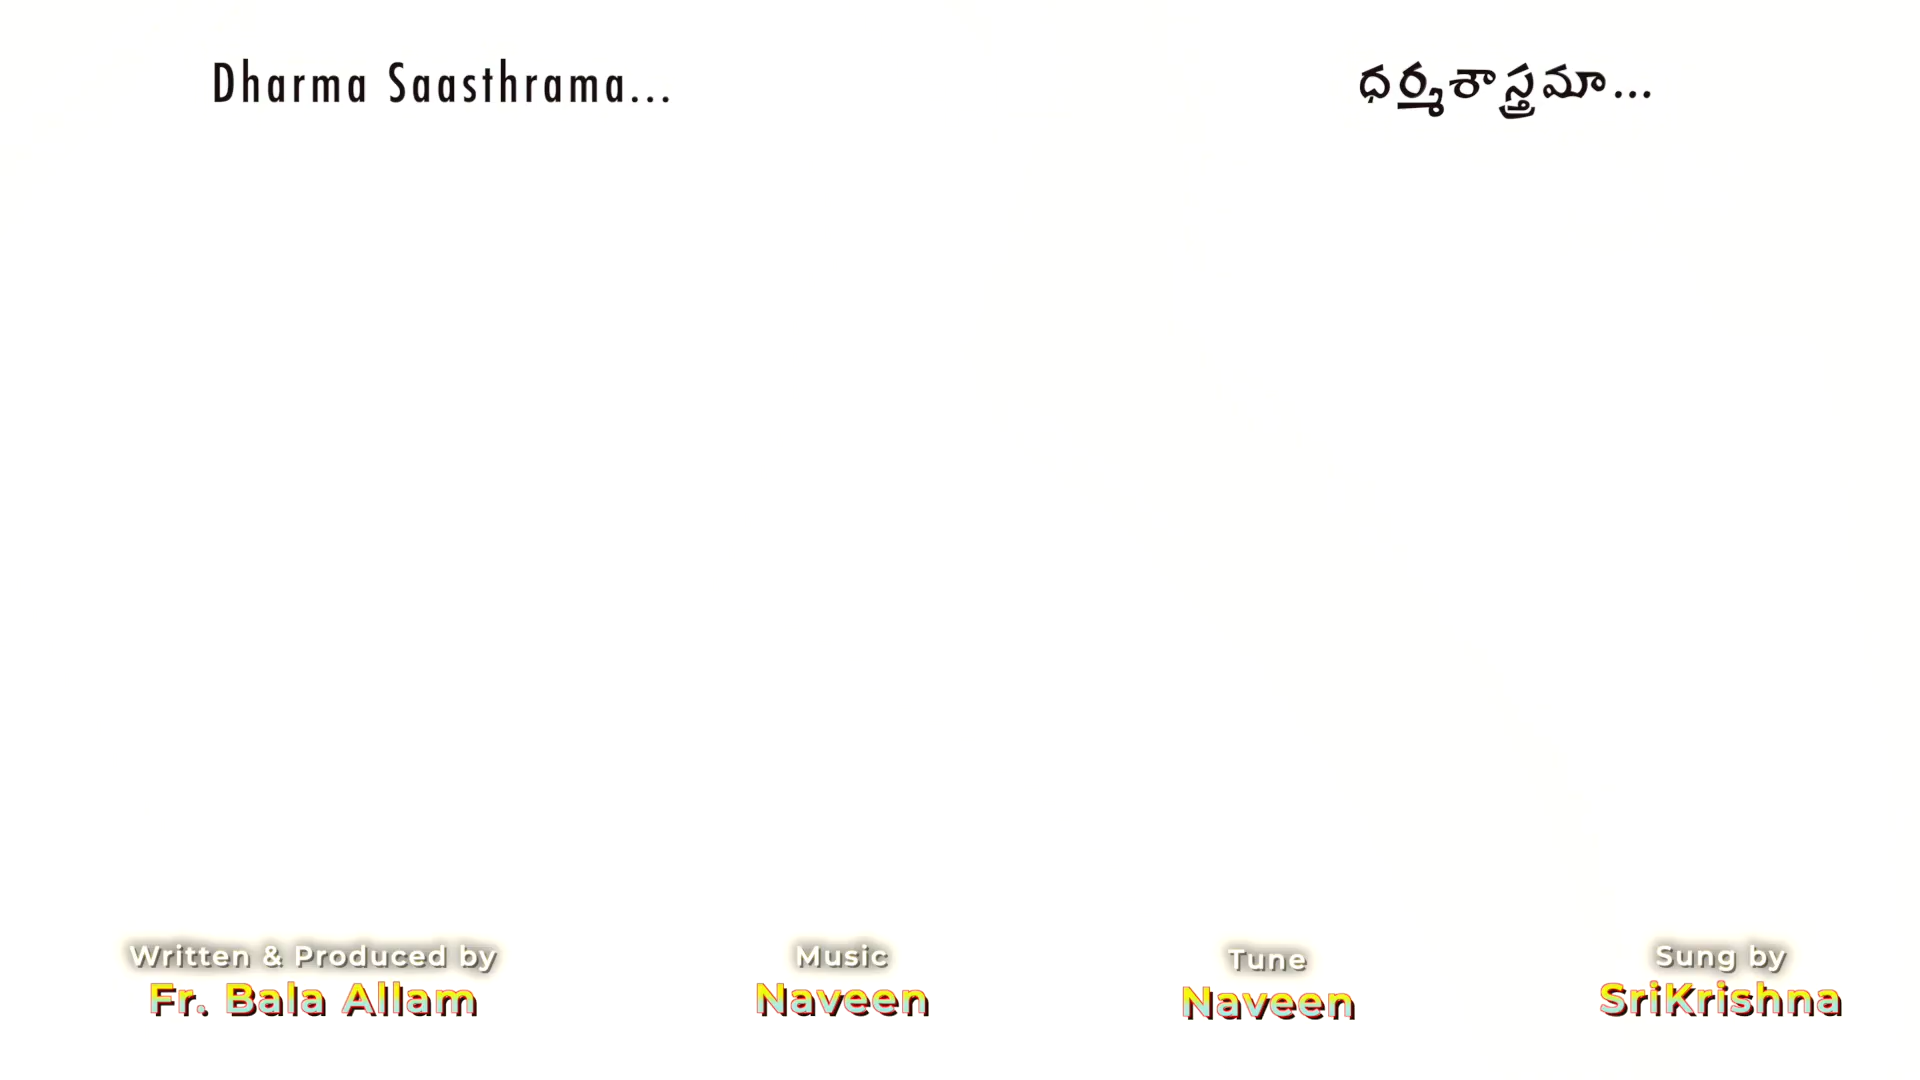 Dharma Saasthrama...
ధర్మశాస్త్రమా...
Written & Produced by
Fr. Bala Allam
Music
Naveen
Tune
Naveen
Sung by
SriKrishna